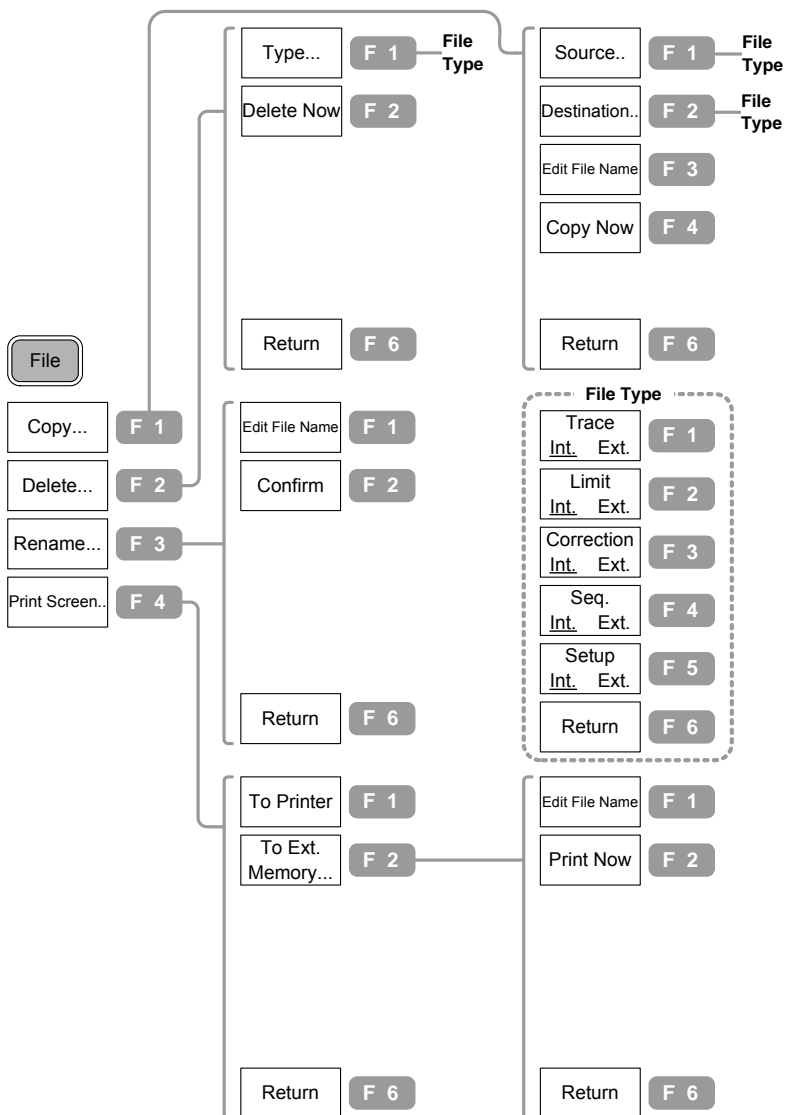 File
Copy... F 1
Delete... F 2
Rename... F 3
Print Screen.. F 4
Type... F 1 File
Type
Delete Now F 2
Return F 6
Source.. F 1 File
Type
Destination.. F 2 File
Type
Edit File Name F 3
Copy Now F 4
Return F 6
Edit File Name F 1
Confirm F 2
Return F 6
File Type
Trace
Int. Ext. F 1
Limit
Int. Ext. F 2
Correction
Int. Ext. F 3
Seq.
Int. Ext. F 4
Setup
Int. Ext. F 5
Return F 6
To Printer F 1
To Ext.
Memory... F 2
Return F 6
Edit File Name F 1
Print Now F 2
Return F 6